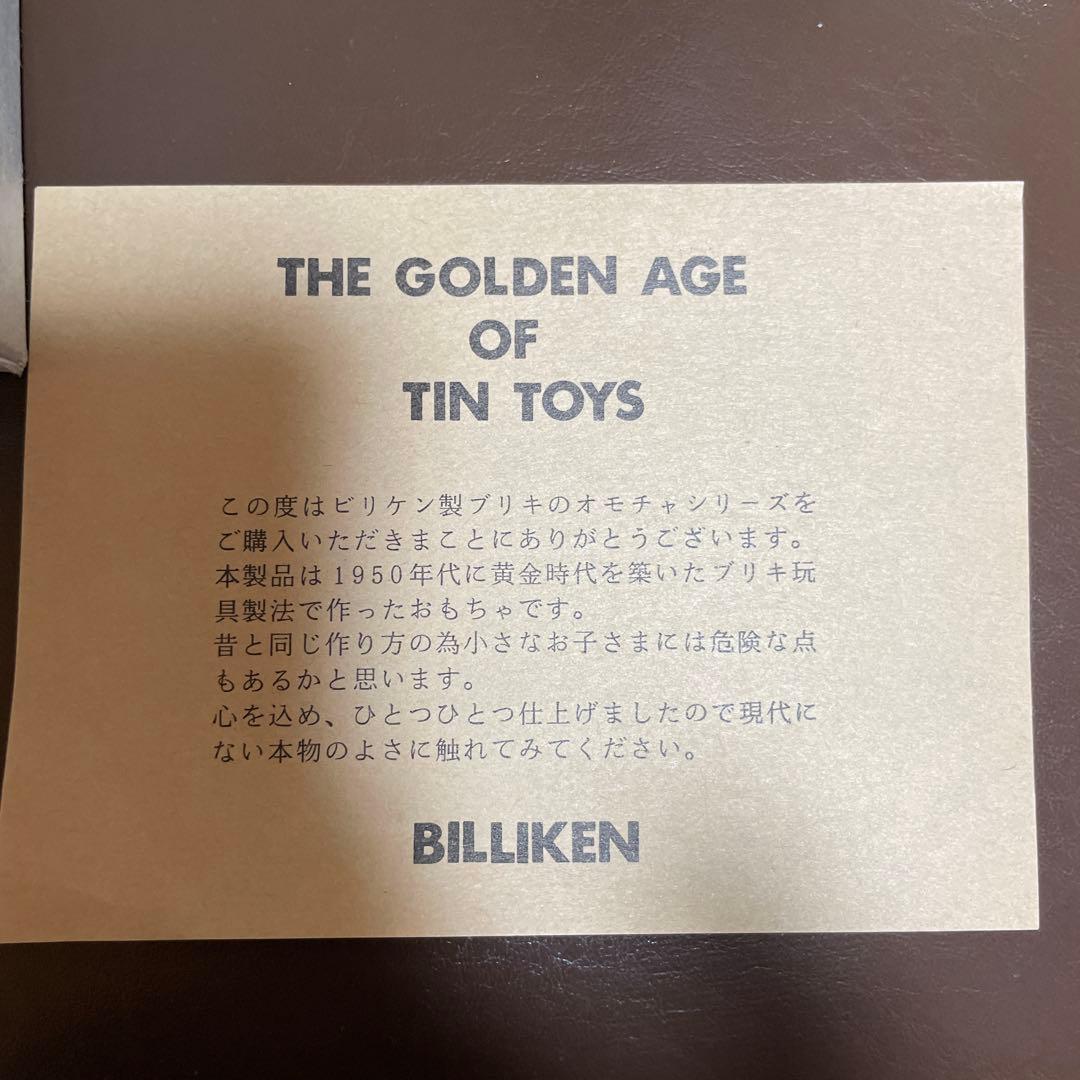 THE GOLDEN AGE
OF
TIN TOYS
この度はビリケン製ブリキのオモチャシリーズを
ご購入いただきまことにありがとうございます。
本製品は1950年代に黄金時代を築いたブリキ玩
具製法で作ったおもちゃです。
昔と同じ作り方の為小さなお子さまには危険な点
もあるかと思います。
心を込め、ひとつひとつ仕上げましたので現代に
ない本物のよさに触れてみてください。
BILLIKEN